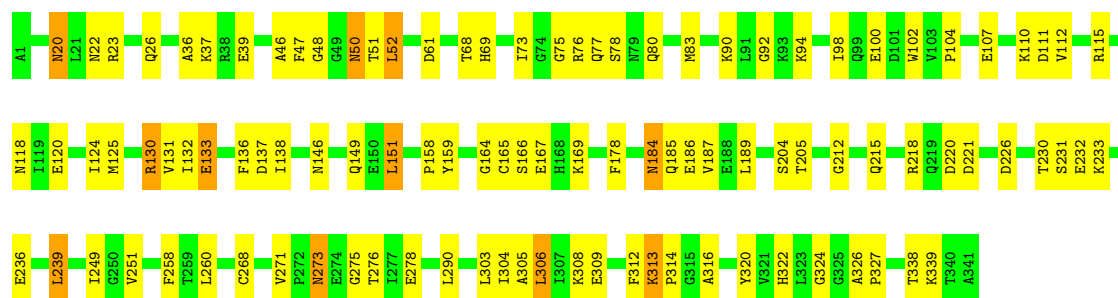 A1 N20 L21 N22 R23 Q26 A36 K37 R38 E39 A46 F47 G48 G49 N50 T51 L52 D61 T68 H69 I73 G74 G75 R76 Q77 S78 N79 Q80 M83 K90 L91 G92 K93 K94 I98 Q99 E100 D101 W102 V103 P104 E107 K110 D111 V112 R115
N118 I119 E120 I124 M125 R130 V131 I132 E133 F136 D137 I138 N146 Q149 E150 L151 P158 Y159 G164 C165 S166 E167 H168 K169 F178 N184 Q185 E186 V187 E188 L189 S204 T205 G212 Q215 R218 Q219 D220 D221 D226 T230 S231 E232 K233
E236 L239 I249 G250 V251 F258 T259 L260 C268 V271 P272 N273 E274 G275 T276 I277 E278 L290 L303 I304 A305 L306 I307 K308 E309 F312 K313 P314 G315 A316 Y320 V321 H322 L323 G324 G325 A326 P327 T338 K339 T340 A341